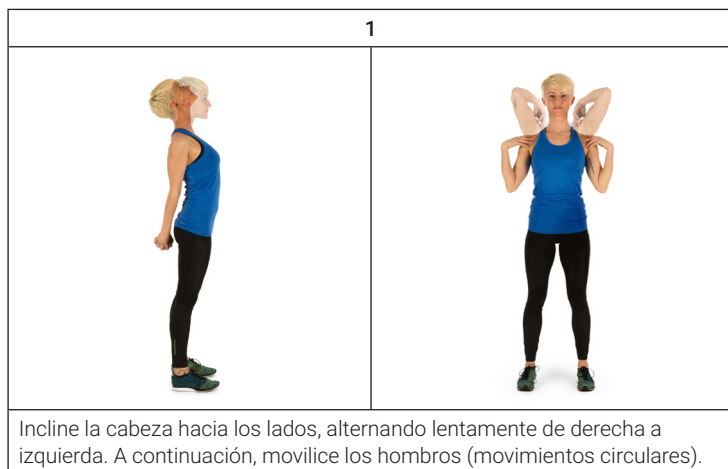 1
Incline la cabeza hacia los lados, alternando lentamente de derecha a
izquierda. A continuación, movilice los hombros (movimientos circulares).